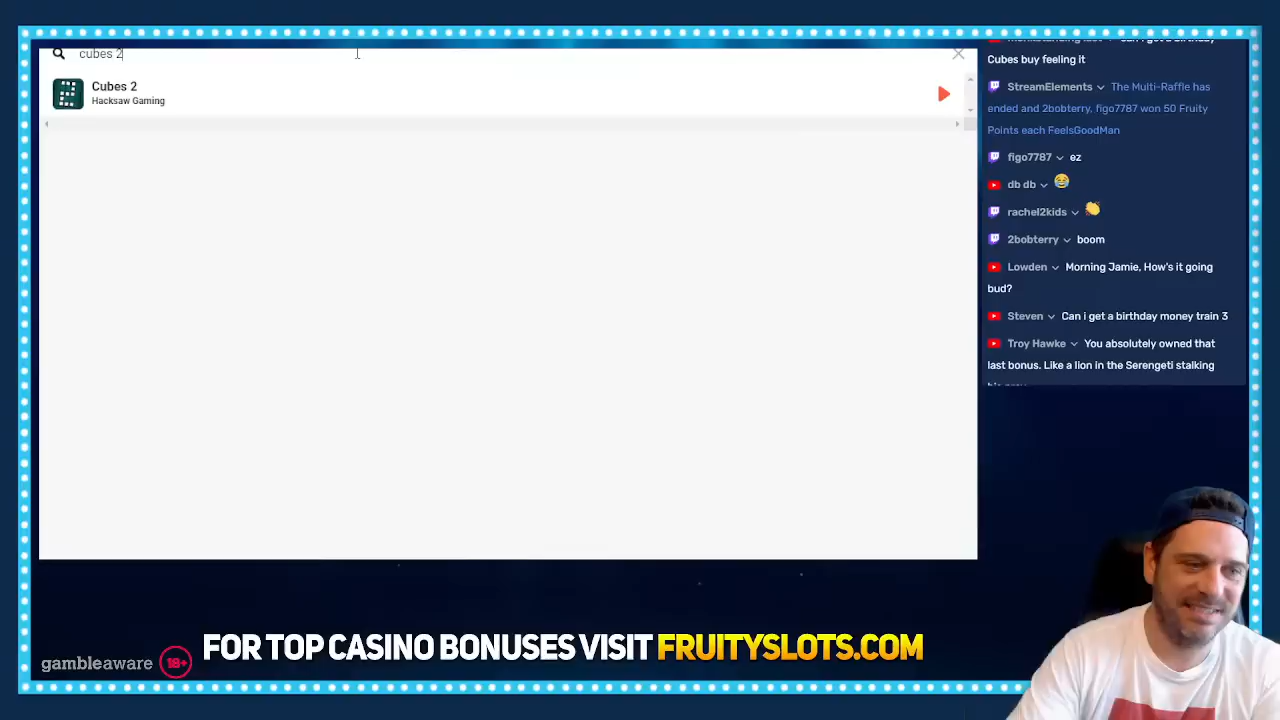 cubes 2
Cubes 2
Hacksaw Gaming
Cubes buy feeling it
StreamElements The Multi-Raffle has
ended and 2bobterry, figo7787 won 50 Fruity
Points each FeelsGoodMan
figo7787 ez
db db
rachel2kids
2bobterry boom
Lowden Morning Jamie, How's it going
bud?
Steven Can i get a birthday money train 3
Troy Hawke You absolutely owned that
last bonus. Like a lion in the Serengeti stalking
gambleaware 18+
FOR TOP CASINO BONUSES VISIT FRUITYSLOTS.COM